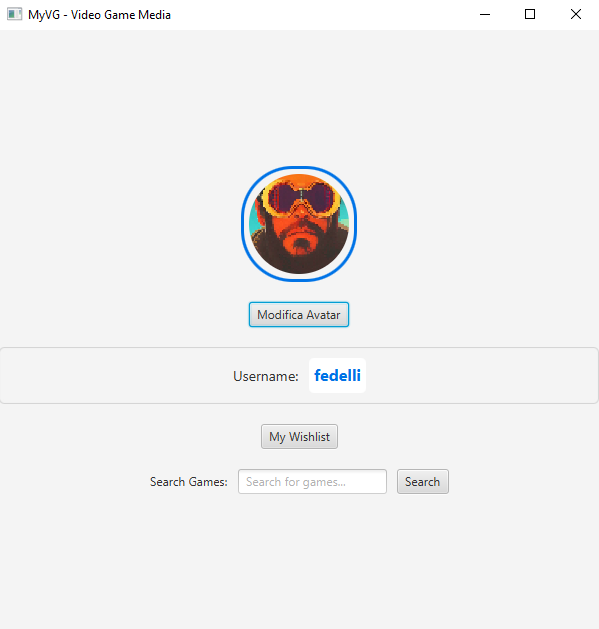 MyVG - Video Game Media
Modifica Avatar
Username: fedelli
My Wishlist
Search Games: Search for games... Search